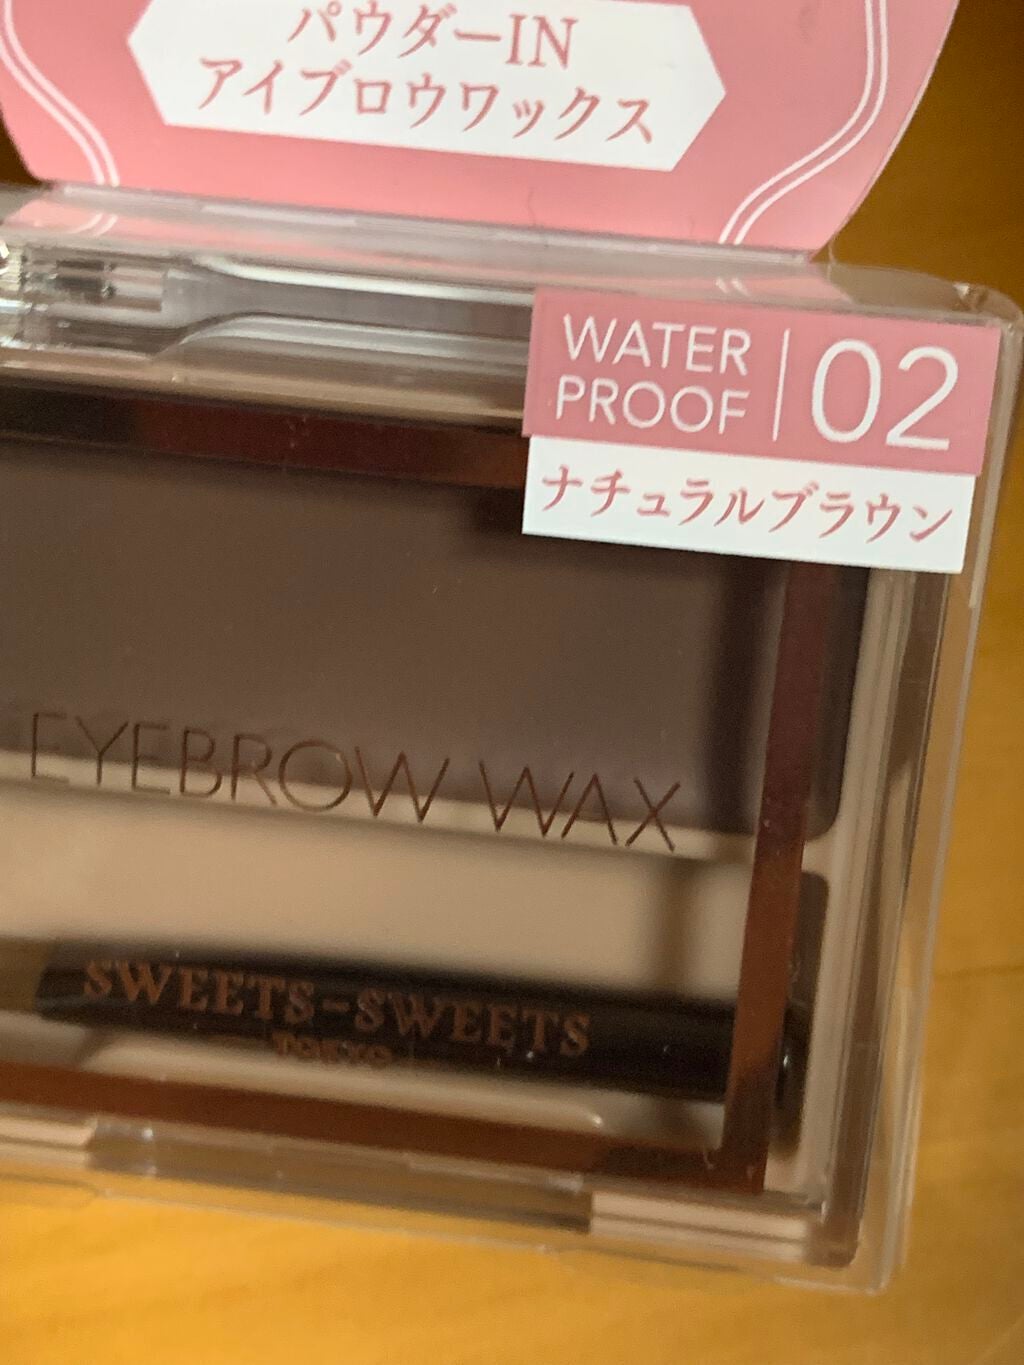 パウダーIN
アイブロウワックス
WATER
PROOF
02
ナチュラルブラウン
EYEBROW WAX
SWEETS-SWEETS
TOKYO